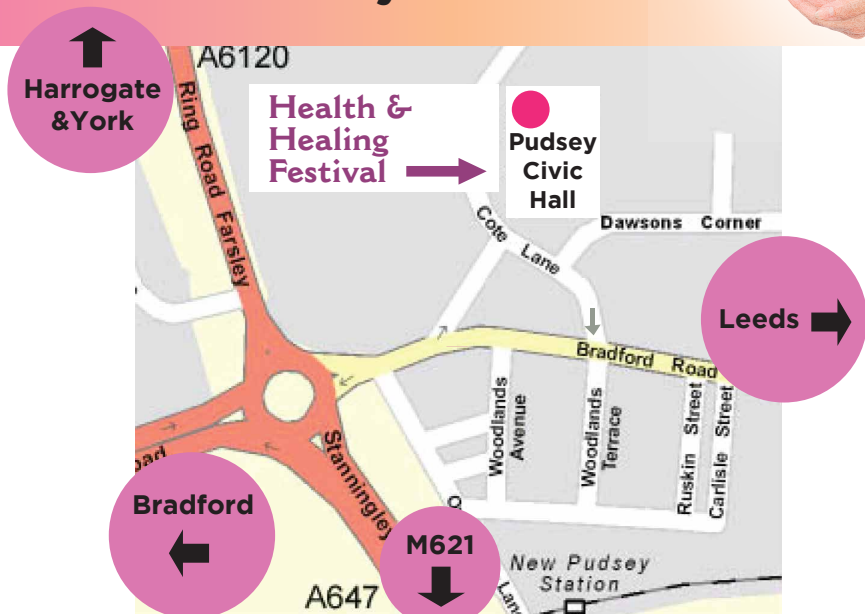 A6120
Harrogate
&York
Ring Road Farsley
Health &
Healing
Festival
Pudsey
Civic
Hall
Dawsons Corner
Cote Lane
Leeds
Bradford Road
Woodlands
Avenue
Woodlands
Terrace
Ruskin Street
Carlisle Street
Stanningley
Bradford
M621
New Pudsey
Station
A647
Lane